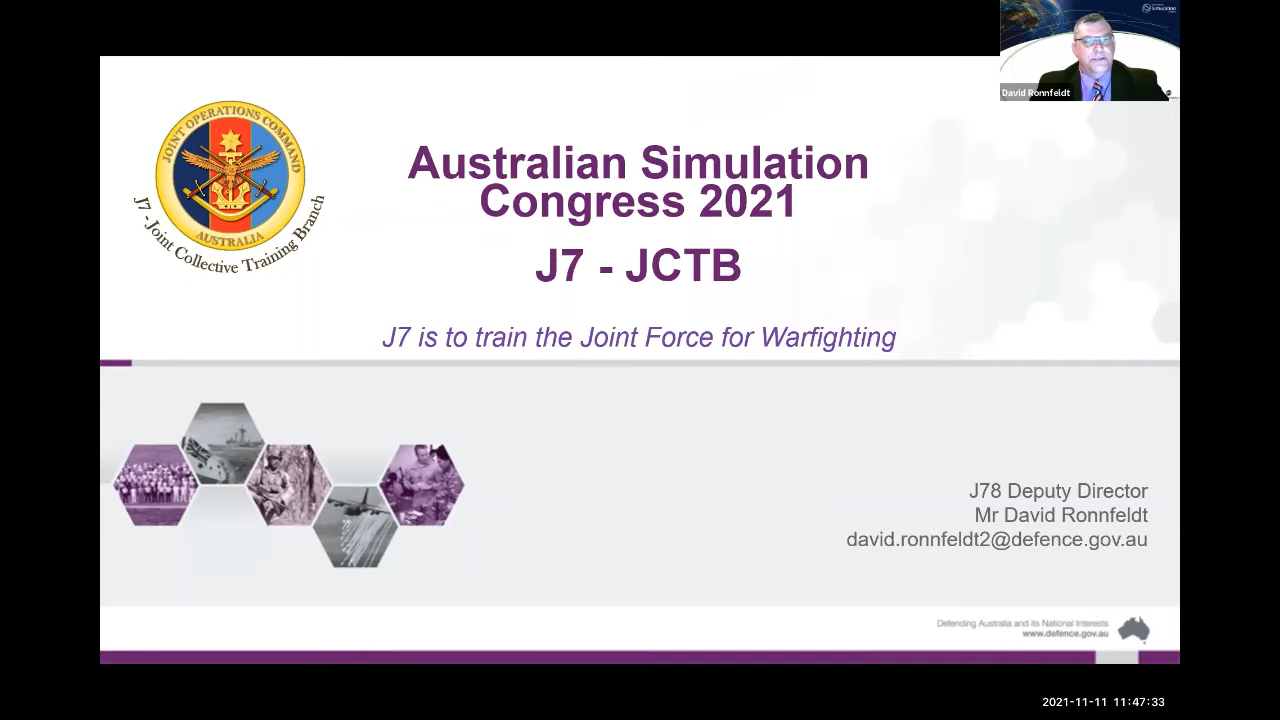 Simulation
David Ronnfeldt
JOINT OPERATIONS COMMAND
AUSTRALIA
J7 - Joint Collective Training Branch
Australian Simulation
Congress 2021
J7 - JCTB
J7 is to train the Joint Force for Warfighting
J78 Deputy Director
Mr David Ronnfeldt
david.ronnfeldt2@defence.gov.au
Defending Australia and its National Interests
www.defence.gov.au
2021-11-11 11:47:33